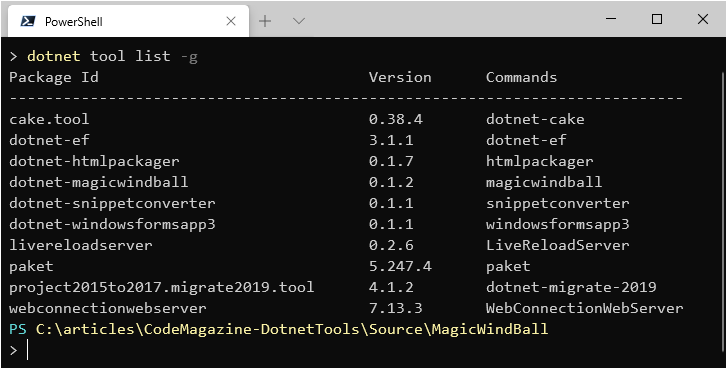 PowerShell
> dotnet tool list -g
Package Id Version Commands
---------------------------------------------------------------------------
cake.tool 0.38.4 dotnet-cake
dotnet-ef 3.1.1 dotnet-ef
dotnet-htmlpackager 0.1.7 htmlpackager
dotnet-magicwindball 0.1.2 magicwindball
dotnet-snippetconverter 0.1.1 snippetconverter
dotnet-windowsformsapp3 0.1.1 windowsformsapp3
livereloadserver 0.2.6 LiveReloadServer
paket 5.247.4 paket
project2015to2017.migrate2019.tool 4.1.2 dotnet-migrate-2019
webconnectionwebserver 7.13.3 WebConnectionWebServer
PS C:\articles\CodeMagazine-DotnetTools\Source\MagicWindBall
>